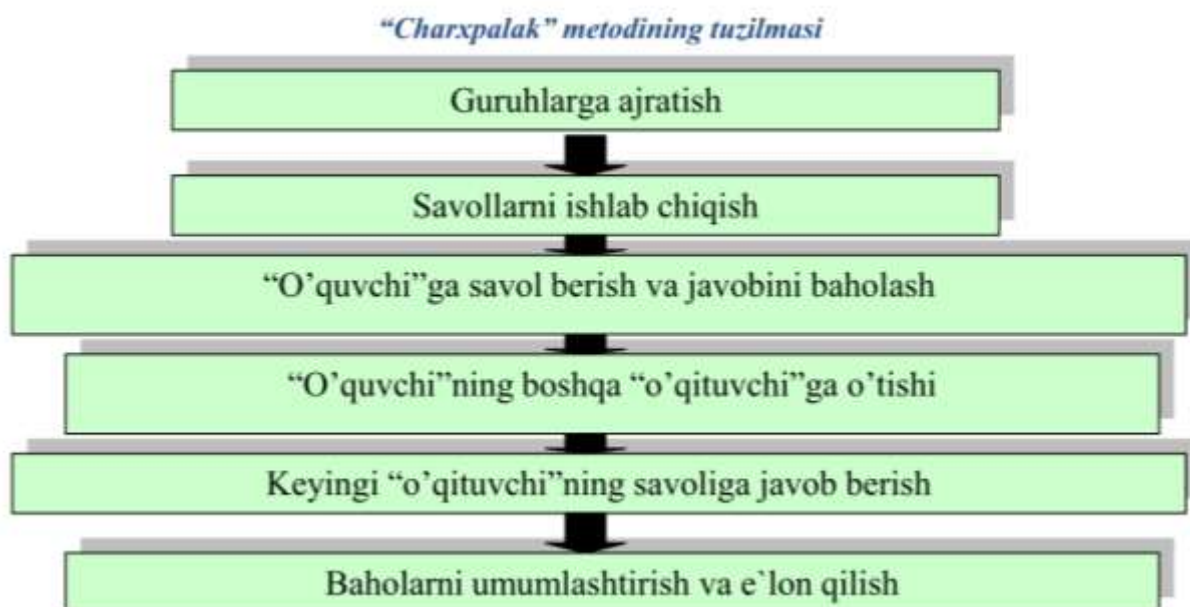 “Charxpalak” metodining tuzilmasi
Guruhlarga ajratish
Savollarni ishlab chiqish
“O’quvchi”ga savol berish va javobini baholash
“O’quvchi”ning boshqa “o’qituvchi”ga o’tishi
Keyingi “o’qituvchi”ning savoliga javob berish
Baholarni umumlashtirish va e`lon qilish